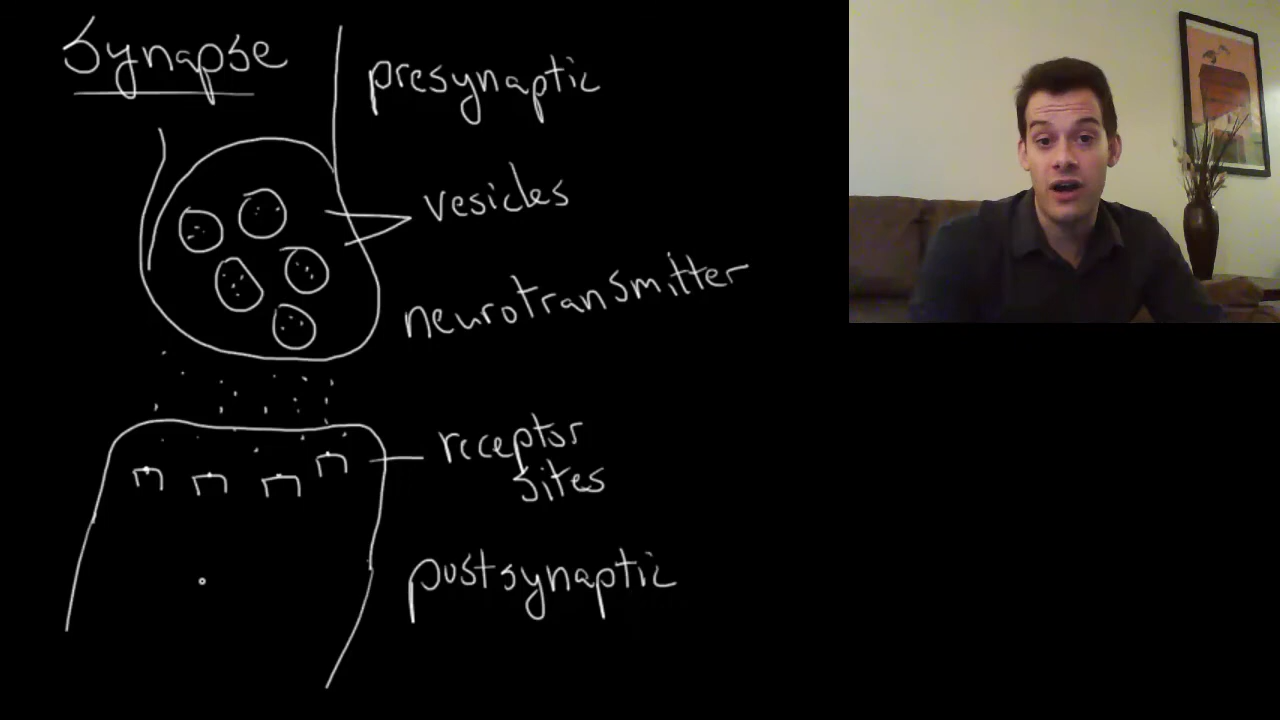 Synapse
presynaptic
vesicles
neurotransmitter
receptor
sites
postsynaptic